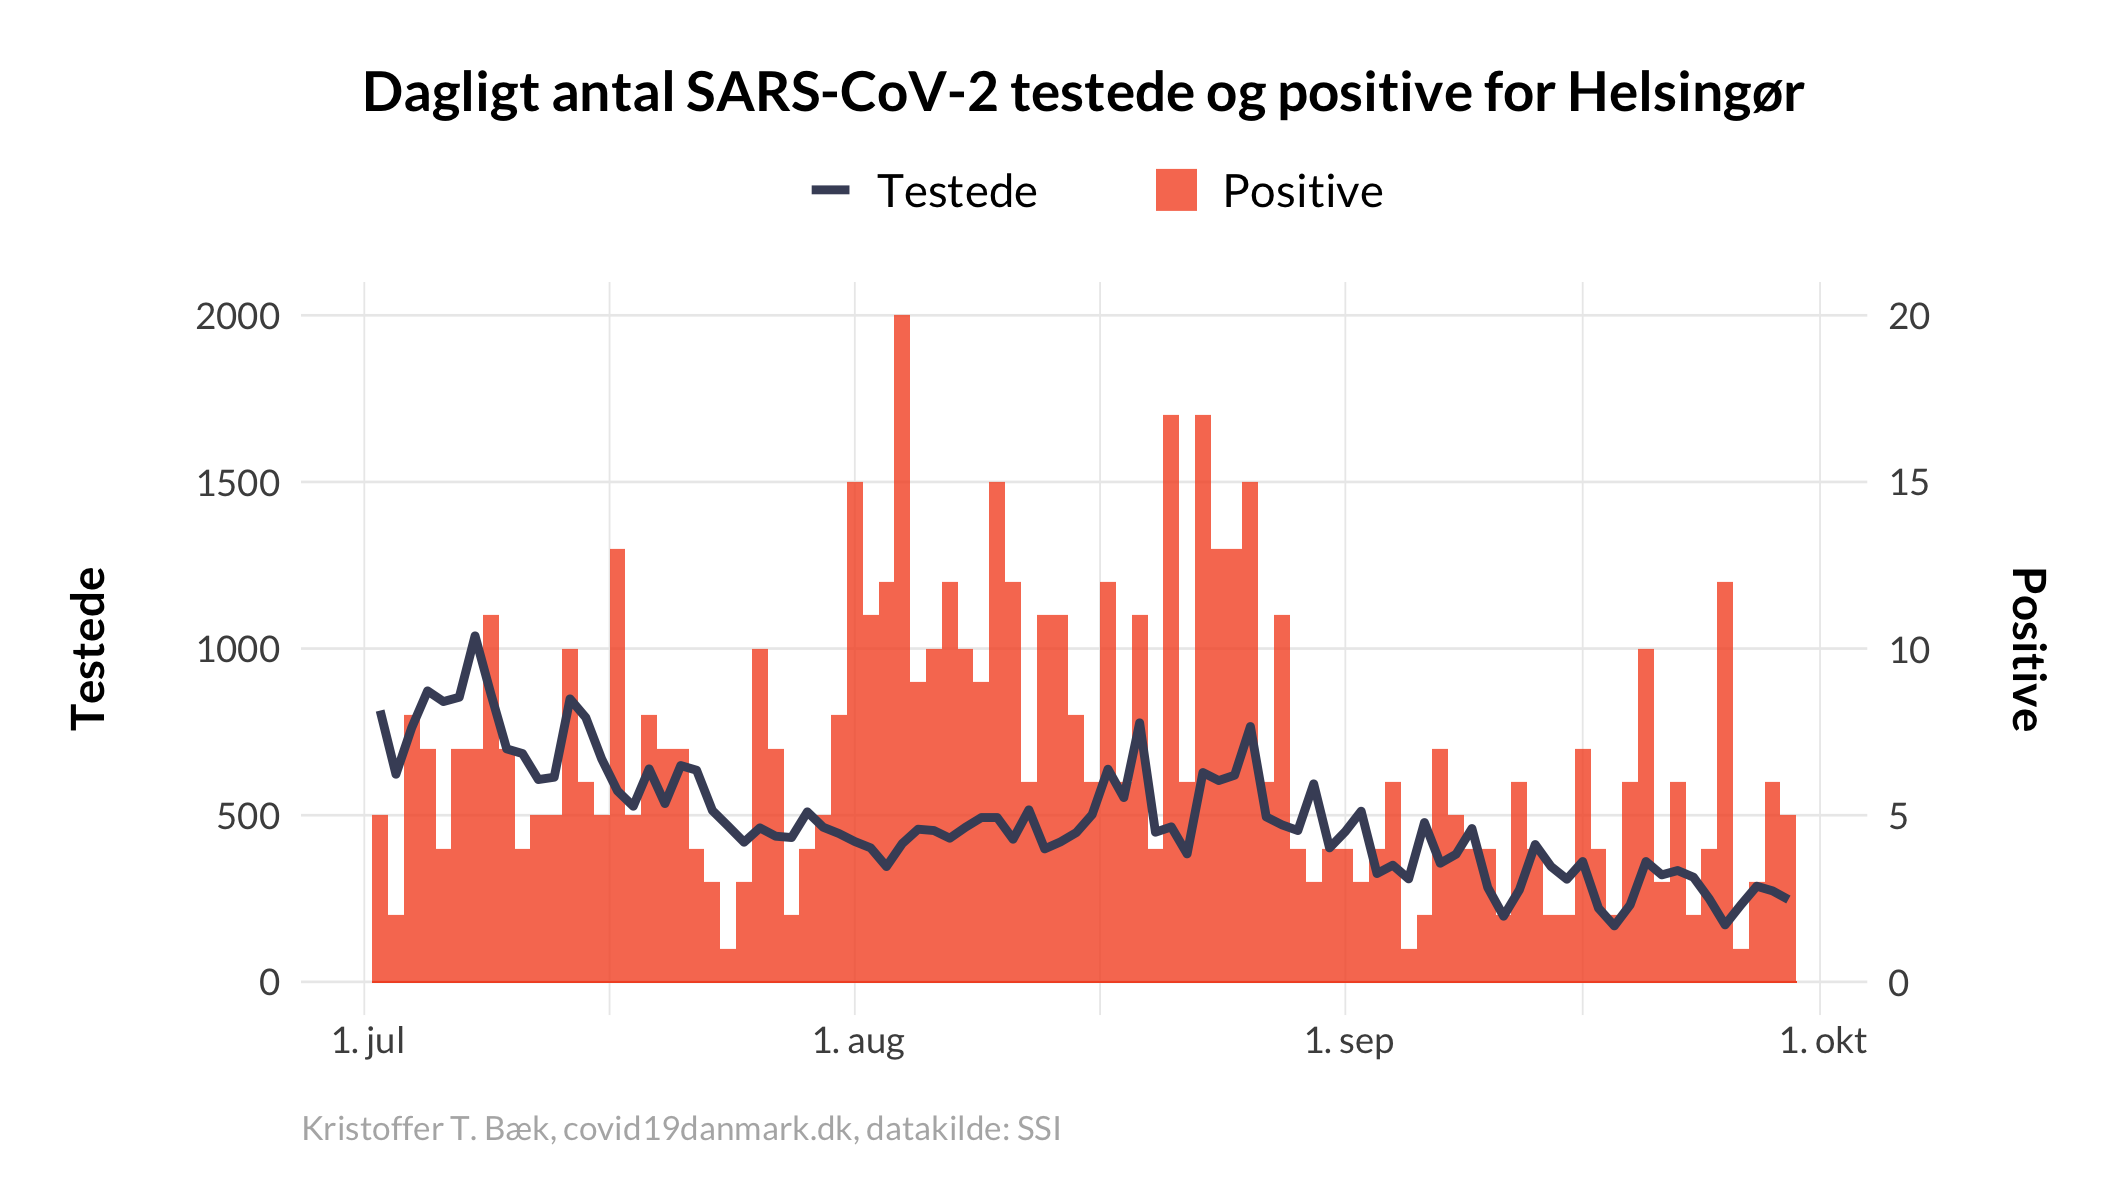 Dagligt antal SARS-CoV-2 testede og positive for Helsingør
Testede
Positive
2000
1500
1000
500
0
Testede
20
15
10
5
0
Positive
1. jul
1. aug
1. sep
1. okt
Kristoffer T. Bæk, covid19danmark.dk, datakilde: SSI